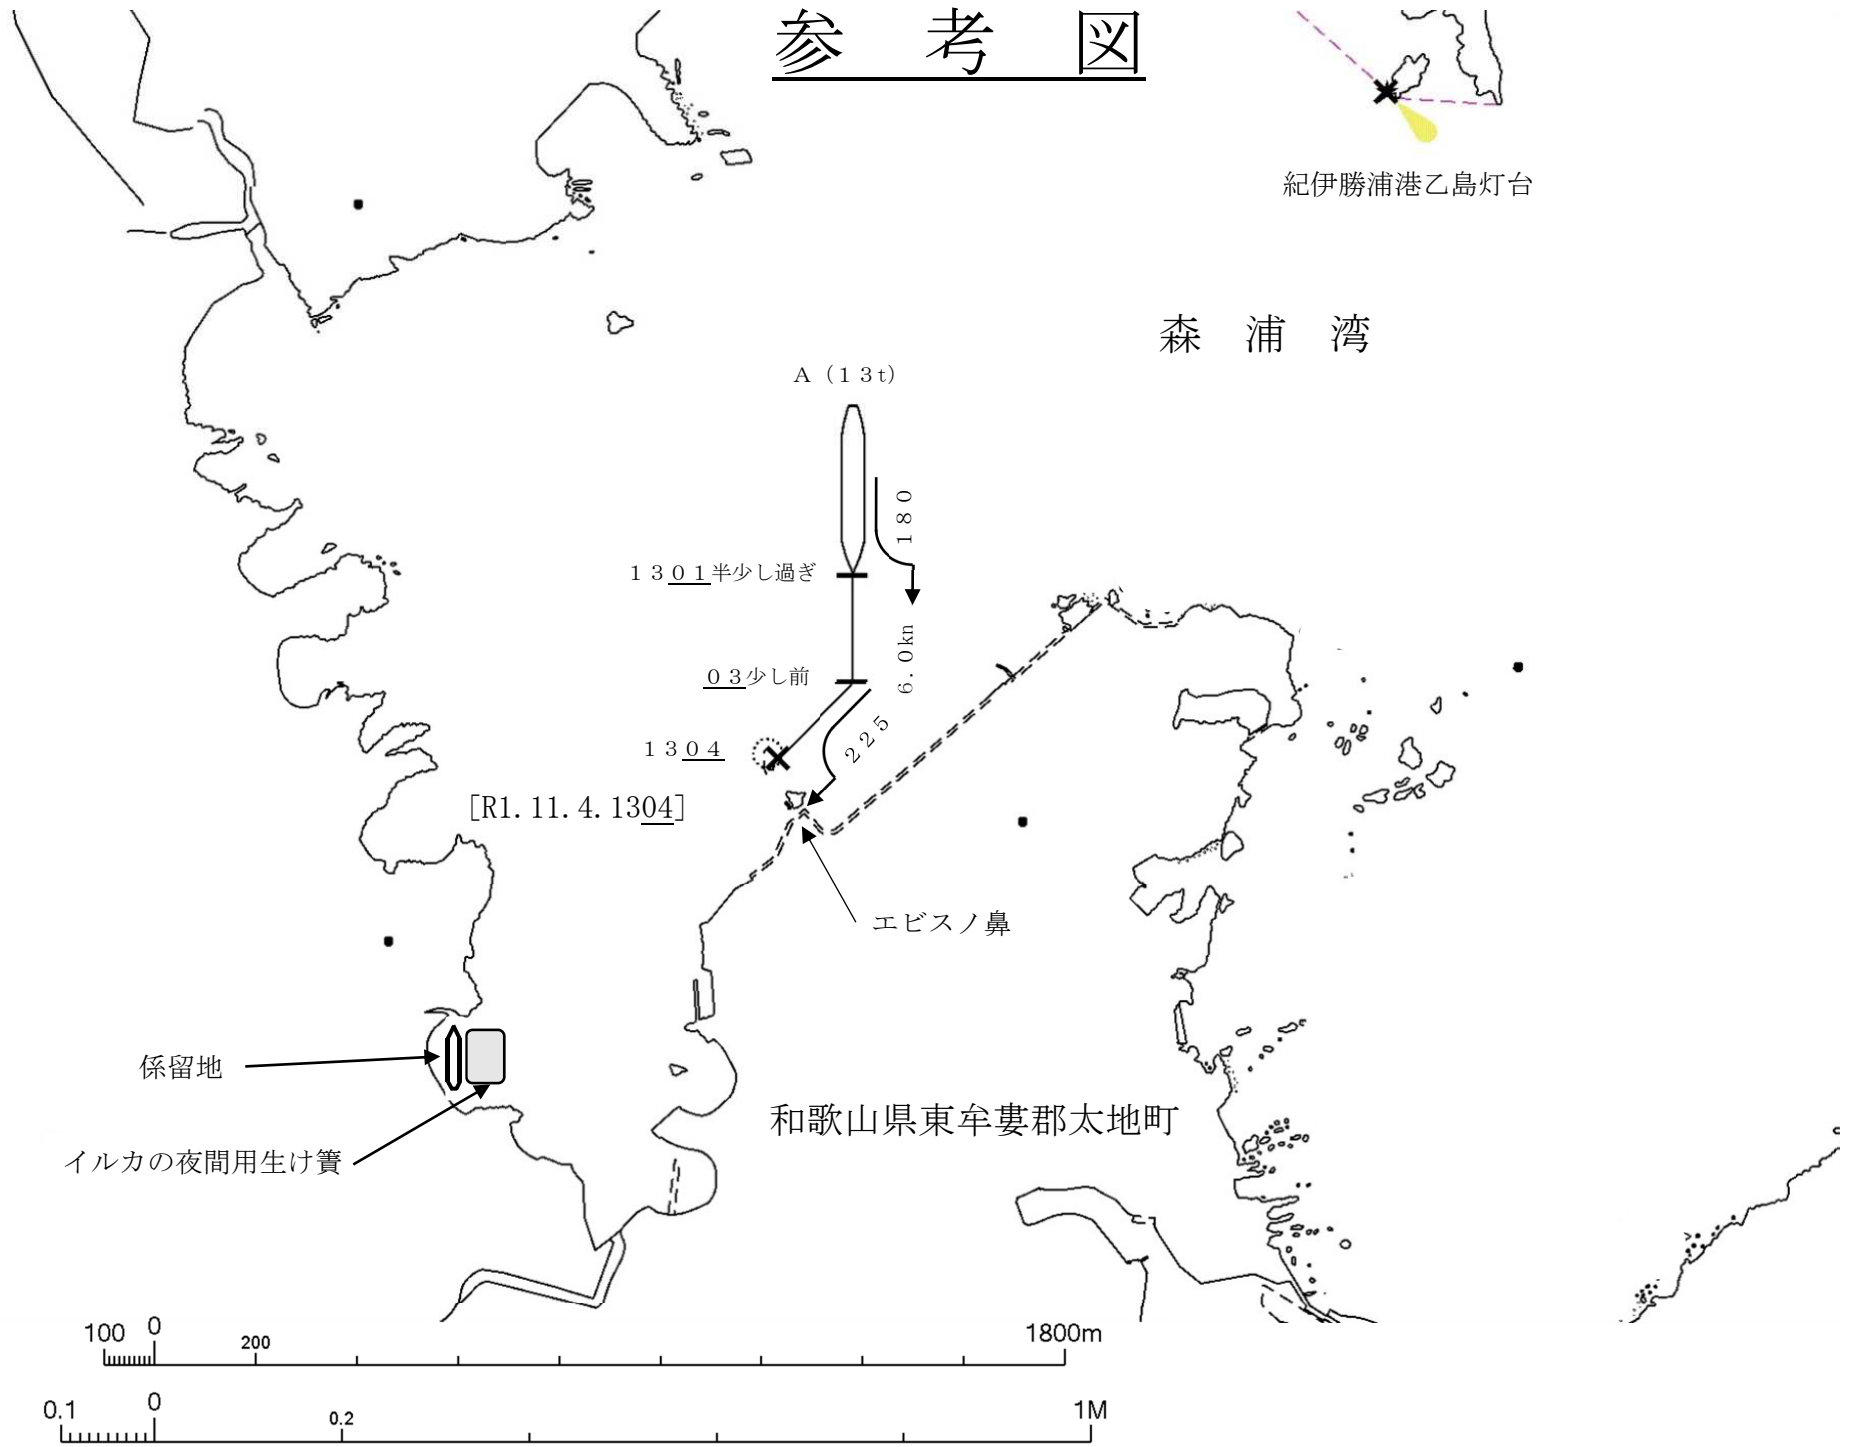 参　考　図
紀伊勝浦港乙島灯台
森　浦　湾
Ａ（１３t）
１８０
１３０１半少し過ぎ
６.０kn
０３少し前
２２５
１３０４
[R1.11.4.1304]
エビスノ鼻
係留地
和歌山県東牟婁郡太地町
イルカの夜間用生け簀
100 0 200 1800m
0.1 0 0.2 1M